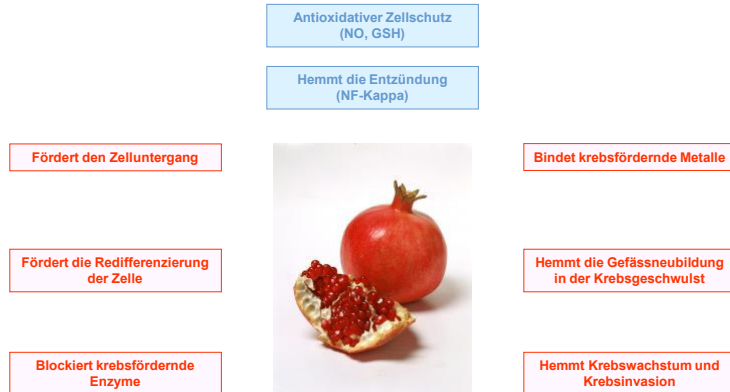 Antioxidativer Zellschutz
(NO, GSH)
Hemmt die Entzündung
(NF-Kappa)
Fördert den Zelluntergang
Bindet krebsfördernde Metalle
Fördert die Redifferenzierung
der Zelle
Hemmt die Gefässneubildung
in der Krebsgeschwulst
Blockiert krebsfördernde
Enzyme
Hemmt Krebswachstum und
Krebsinvasion